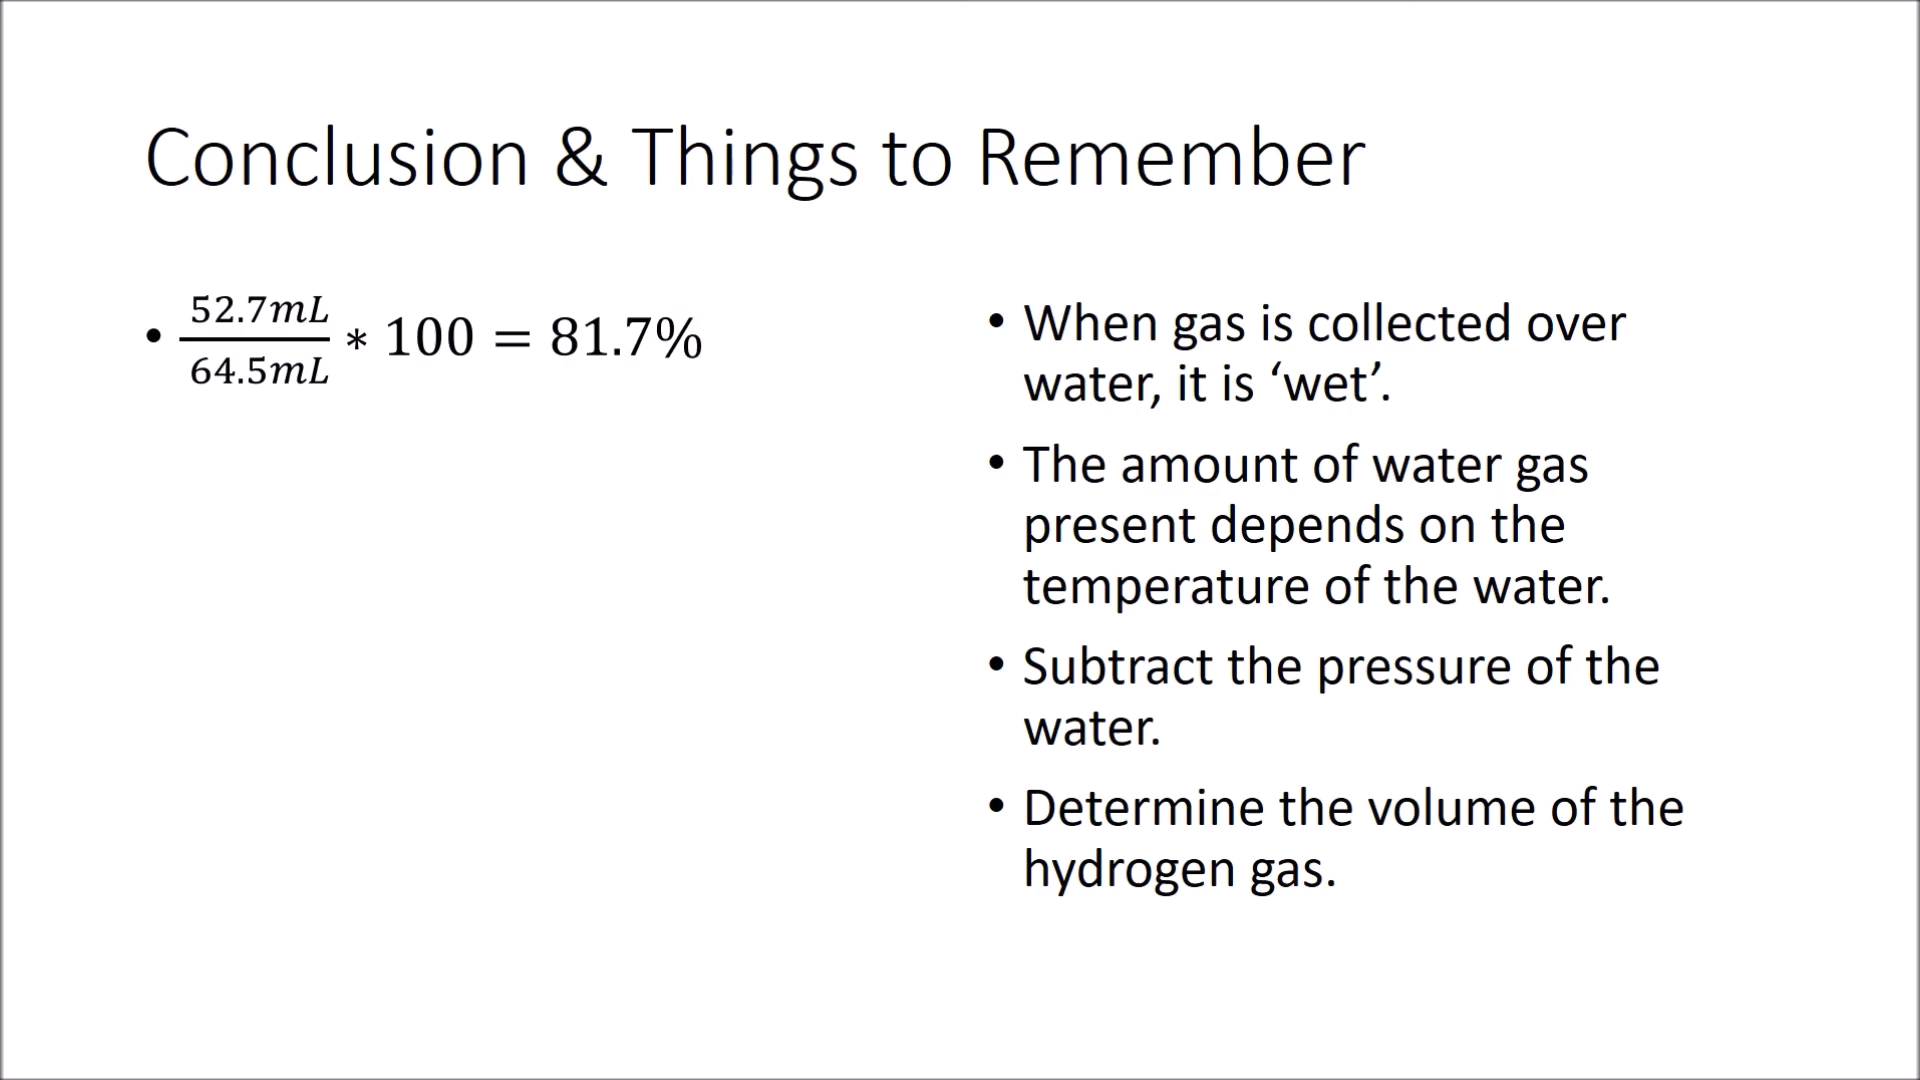 Conclusion & Things to Remember
• 52.7mL / 64.5mL * 100 = 81.7%
• When gas is collected over
water, it is ‘wet’.
• The amount of water gas
present depends on the
temperature of the water.
• Subtract the pressure of the
water.
• Determine the volume of the
hydrogen gas.